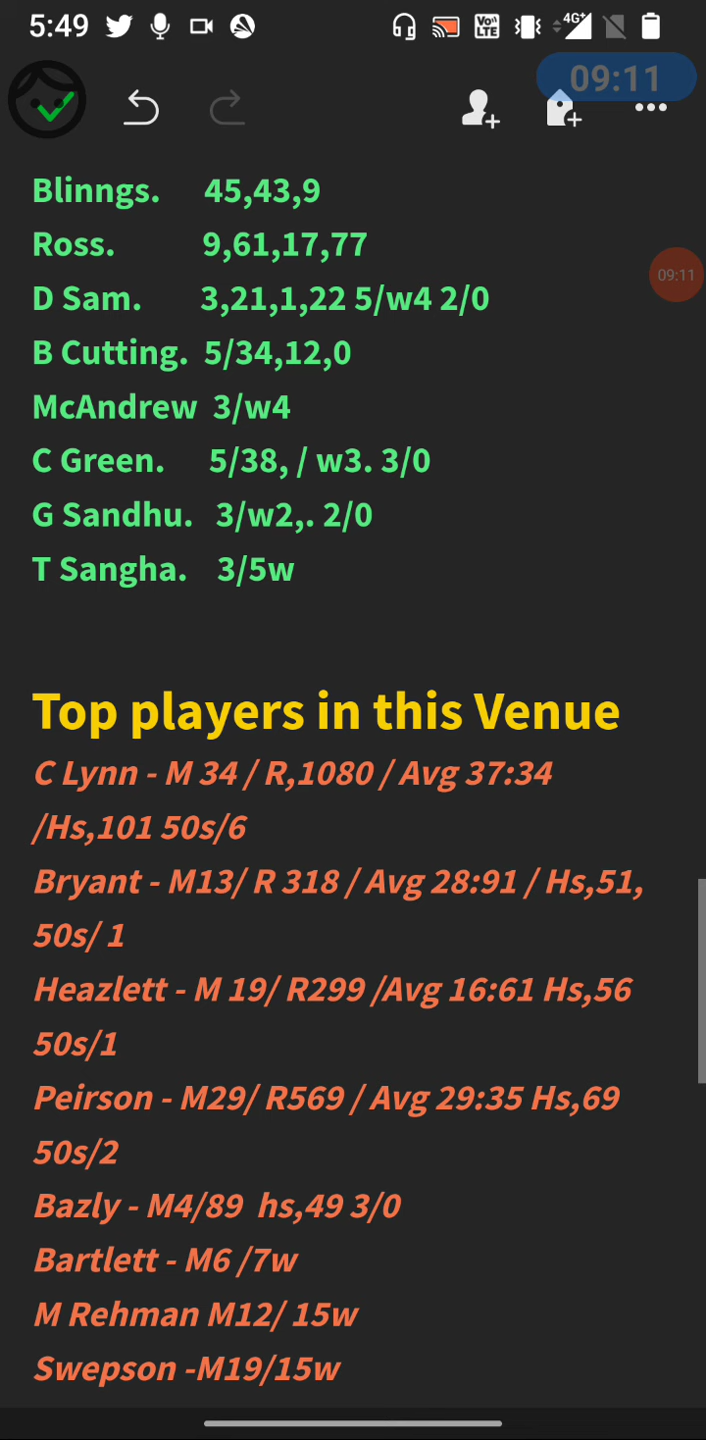 5:49
Vo
LTE
4G+
09:11
Blinngs. 45,43,9
Ross. 9,61,17,77
09:11
D Sam. 3,21,1,22 5/w4 2/0
B Cutting. 5/34,12,0
McAndrew 3/w4
C Green. 5/38, / w3. 3/0
G Sandhu. 3/w2,. 2/0
T Sangha. 3/5w
Top players in this Venue
C Lynn - M 34 / R,1080 / Avg 37:34
/Hs,101 50s/6
Bryant - M13/ R 318 / Avg 28:91 / Hs,51,
50s/ 1
Heazlett - M 19/ R299 /Avg 16:61 Hs,56
50s/1
Peirson - M29/ R569 / Avg 29:35 Hs,69
50s/2
Bazly - M4/89 hs,49 3/0
Bartlett - M6 /7w
M Rehman M12/ 15w
Swepson -M19/15w